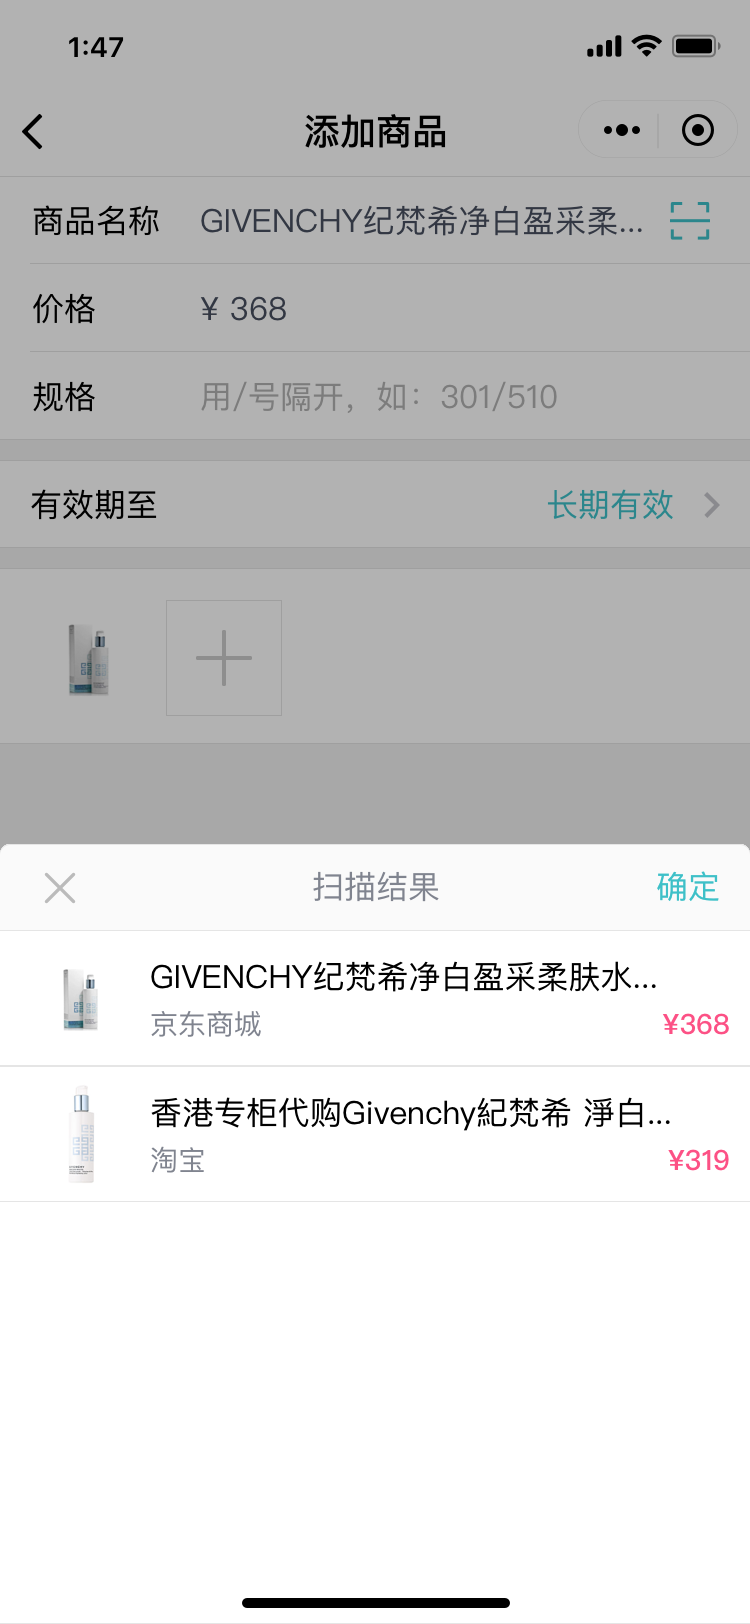 1:47
添加商品
商品名称 GIVENCHY纪梵希净白盈采柔...
价格 ¥ 368
规格 用/号隔开，如：301/510
有效期至 长期有效
扫描结果 确定
GIVENCHY纪梵希净白盈采柔肤水...
京东商城 ¥368
香港专柜代购Givenchy紀梵希 淨白...
淘宝 ¥319